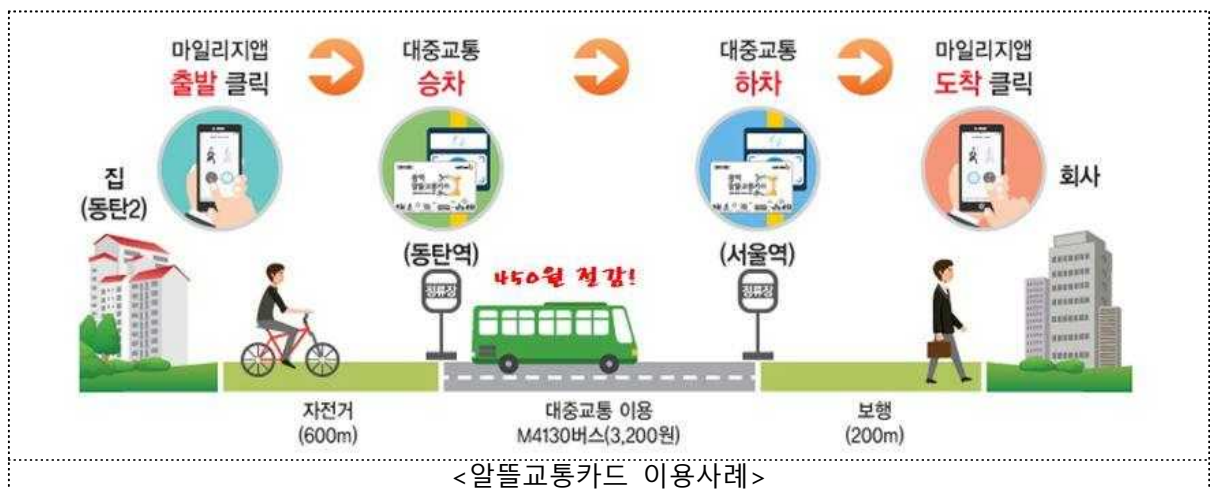 마일리지앱
출발 클릭
대중교통
승차
대중교통
하차
마일리지앱
도착 클릭
집
(동탄2)
회사
(동탄역)
(서울역)
450원 절감!
정류장
정류장
자전거
(600m)
대중교통 이용
M4130버스(3,200원)
보행
(200m)
<알뜰교통카드 이용사례>